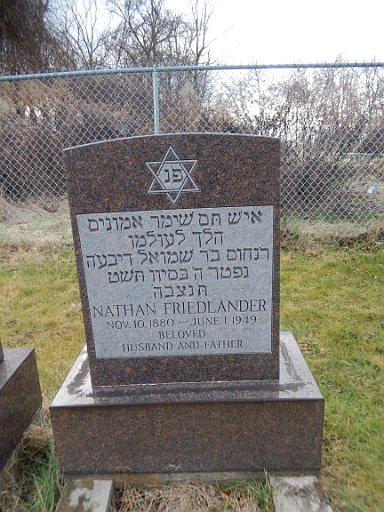 פנ
איש תם שומר אמונים
הלך לעולמו
נחום בר שמואל
נפטר ה בסיון תשט
תנצבה
NATHAN FRIEDLANDER
NOV. 10. 1880 — JUNE 1. 1949
BELOVED
HUSBAND AND FATHER